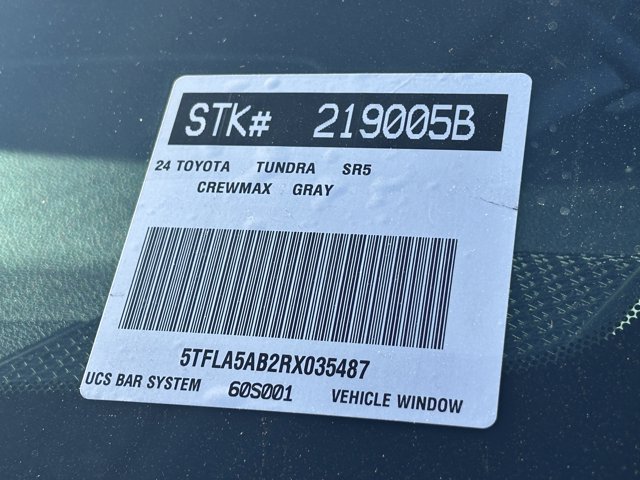 STK# 219005B
24 TOYOTA TUNDRA SR5
CREWMAX GRAY
5TFLA5AB2RX035487
UCS BAR SYSTEM 60S001 VEHICLE WINDOW